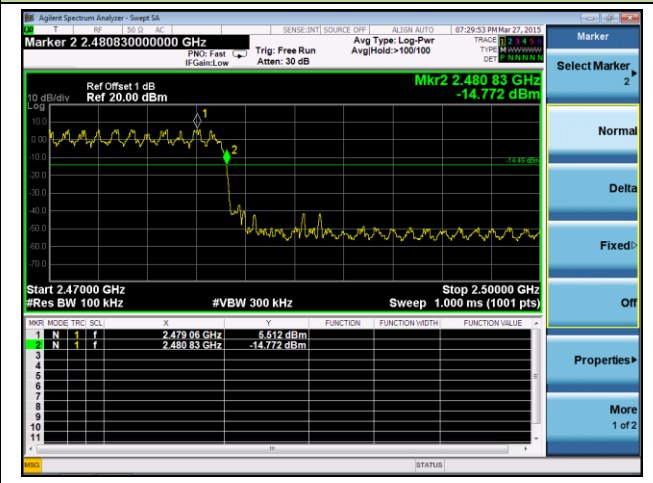 Agilent Spectrum Analyzer - Swept SA
T RF 50 Ω AC SENSE:INT SOURCE OFF ALIGN AUTO 07:29:53 PM Mar 27, 2015
Marker 2 2.480830000000 GHz
PNO: Fast
IFGain:Low
Trig: Free Run
Atten: 30 dB
Avg Type: Log-Pwr
Avg|Hold:>100/100
TRACE 1 2 3 4 5 6
TYPE M
DET P N N N N N
Ref Offset 1 dB
10 dB/div Ref 20.00 dBm
Log
Mkr2 2.480 83 GHz
-14.772 dBm
10.0
0.00
-10.0
-20.0
-30.0
-40.0
-50.0
-60.0
-70.0
1
2
-14.49 dBm
Start 2.47000 GHz Stop 2.50000 GHz
#Res BW 100 kHz #VBW 300 kHz Sweep 1.000 ms (1001 pts)
MKR MODE TRC SCL X Y FUNCTION FUNCTION WIDTH FUNCTION VALUE
1 N 1 f 2.479 06 GHz 5.512 dBm
2 N 1 f 2.480 83 GHz -14.772 dBm
3
4
5
6
7
8
9
10
11
MSG STATUS
Marker
Select Marker
2
Normal
Delta
Fixed
Off
Properties
More
1 of 2